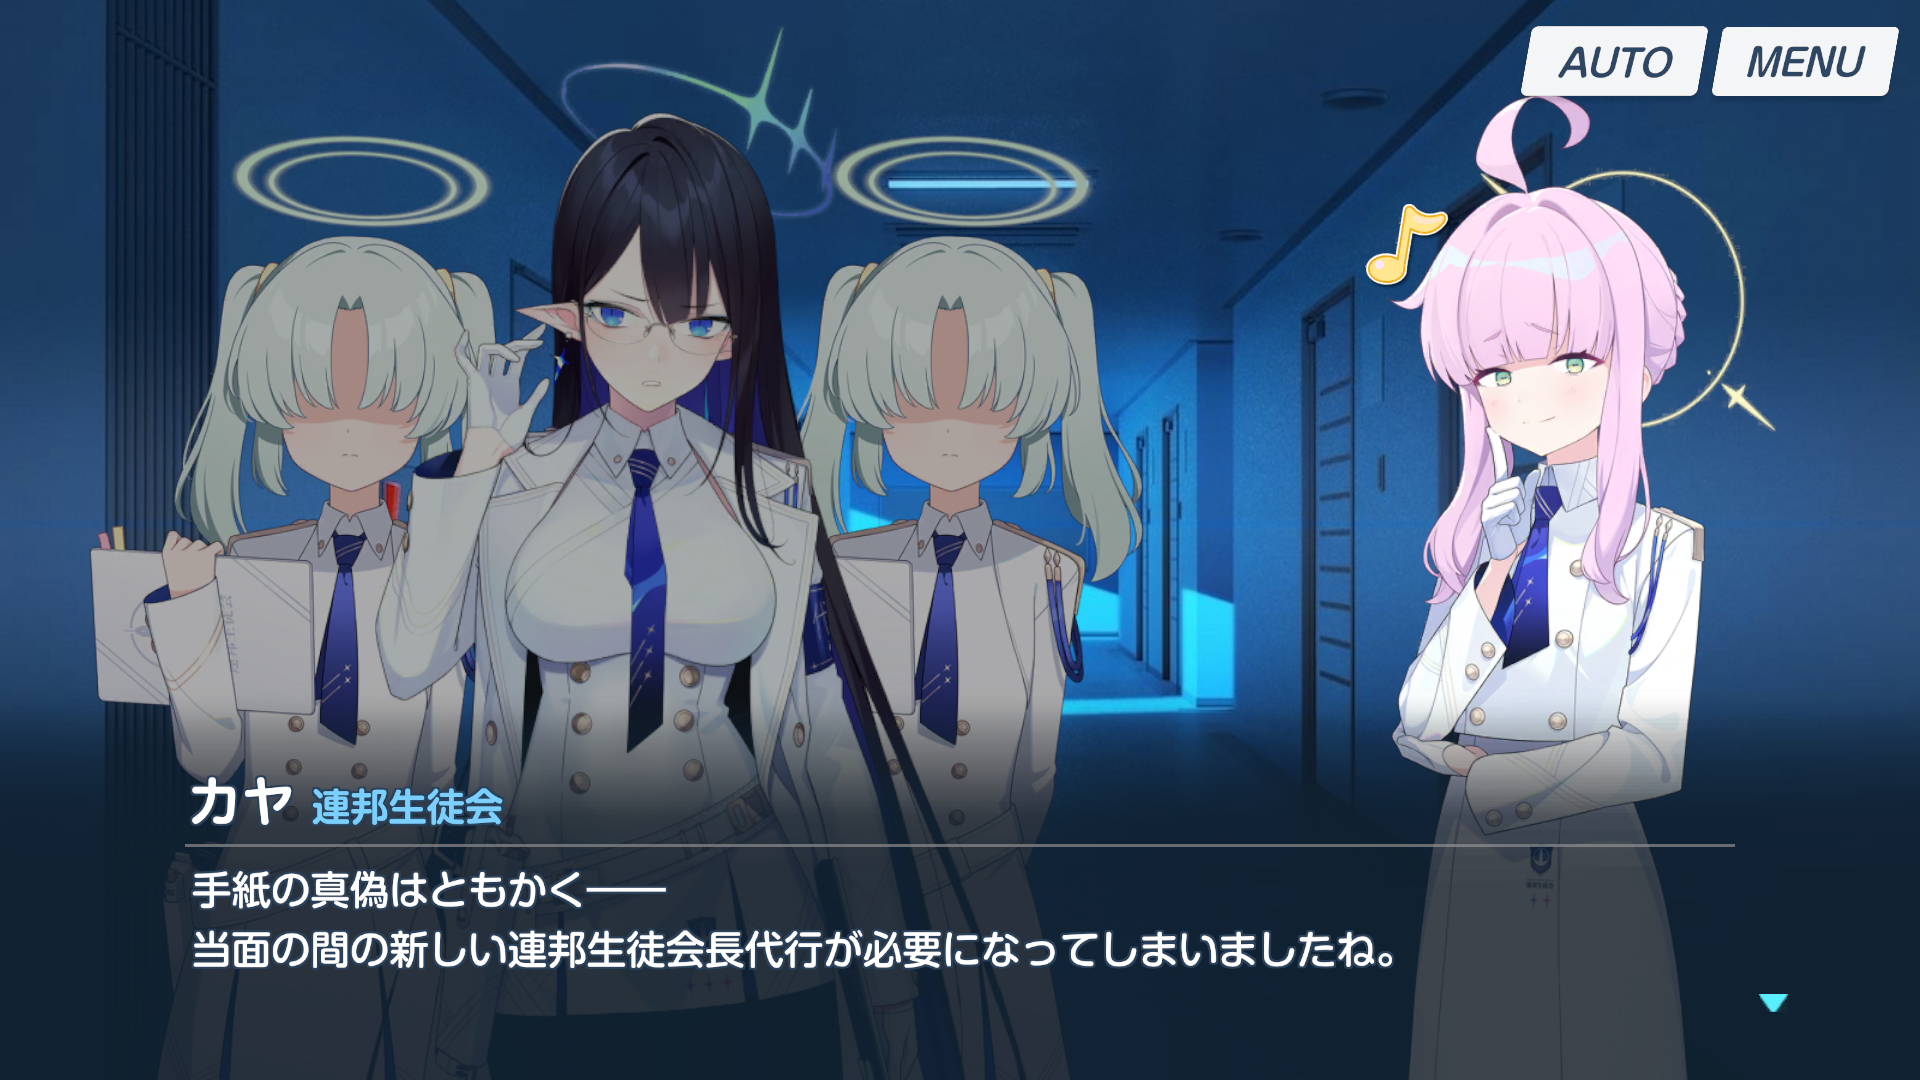 AUTO
MENU
カヤ 連邦生徒会
手紙の真偽はともかく――
当面の間の新しい連邦生徒会長代行が必要になってしまいましたね。